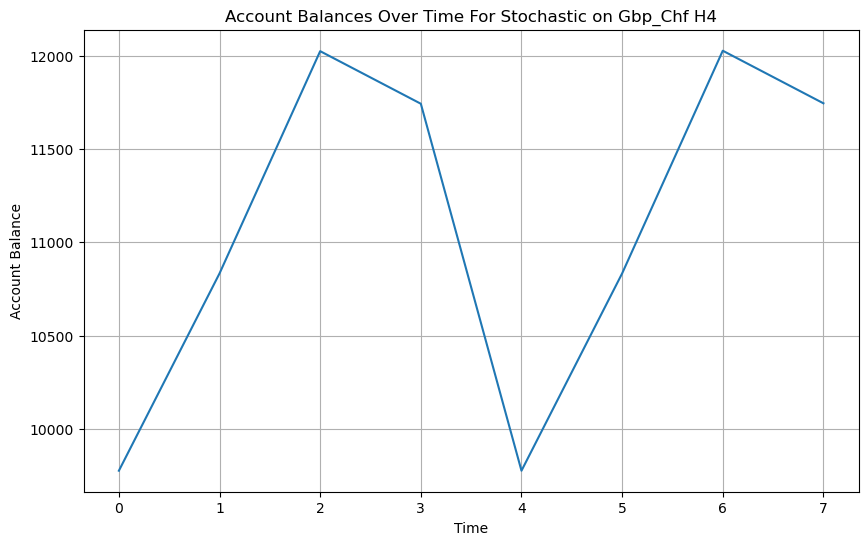 Account Balances Over Time For Stochastic on Gbp_Chf H4
12000
11500
11000
10500
10000
Account Balance
0 1 2 3 4 5 6 7
Time